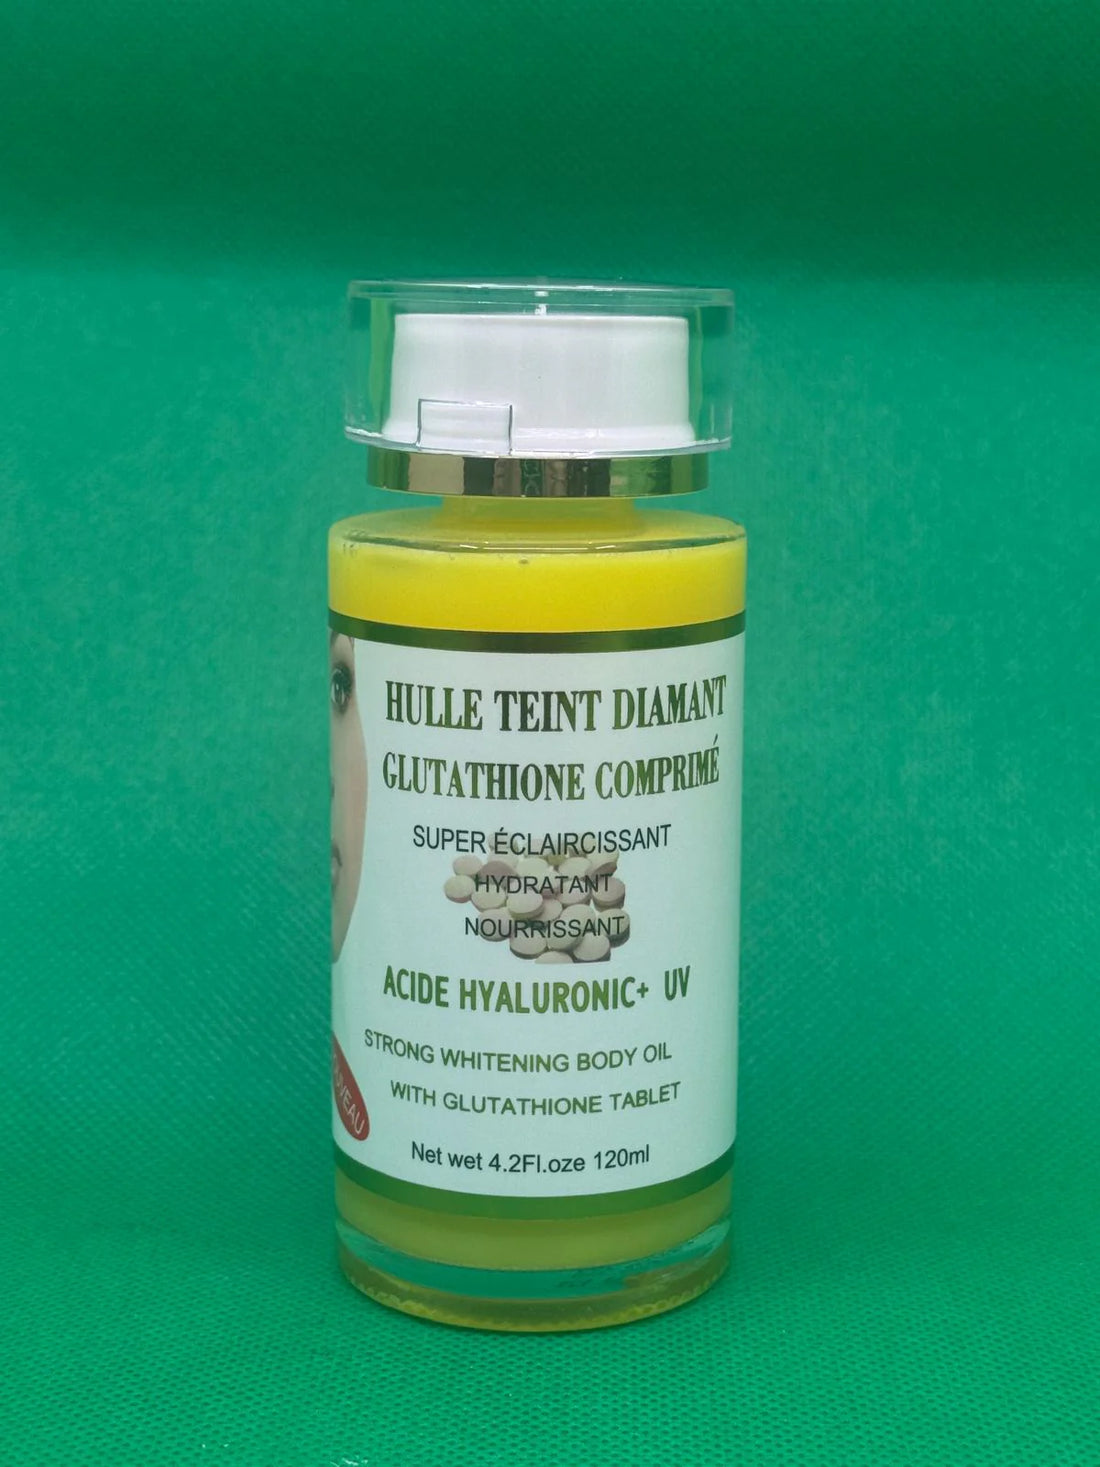 HULLE TEINT DIAMANT
GLUTATHIONE COMPRIMÉ
SUPER ÉCLAIRCISSANT
HYDRATANT
NOURRISSANT
ACIDE HYALURONIC+ UV
STRONG WHITENING BODY OIL
WITH GLUTATHIONE TABLET
Net wet 4.2Fl.oze 120ml